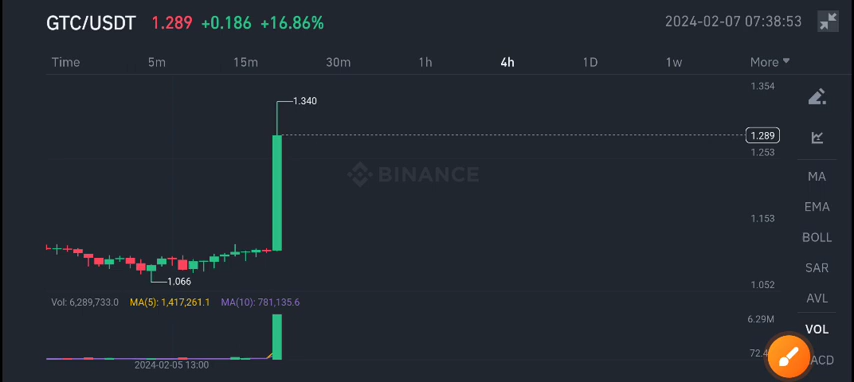 GTC/USDT 1.289 +0.186 +16.86% 2024-02-07 07:38:53
Time 5m 15m 30m 1h 4h 1D 1w More
1.354
1.340
1.289
1.253
BINANCE
MA
EMA
1.153
BOLL
SAR
1.066
1.052
AVL
Vol: 6,289,733.0 MA(5): 1,417,261.1 MA(10): 781,135.6
6.29M
VOL
72.4
ACD
2024-02-05 13:00